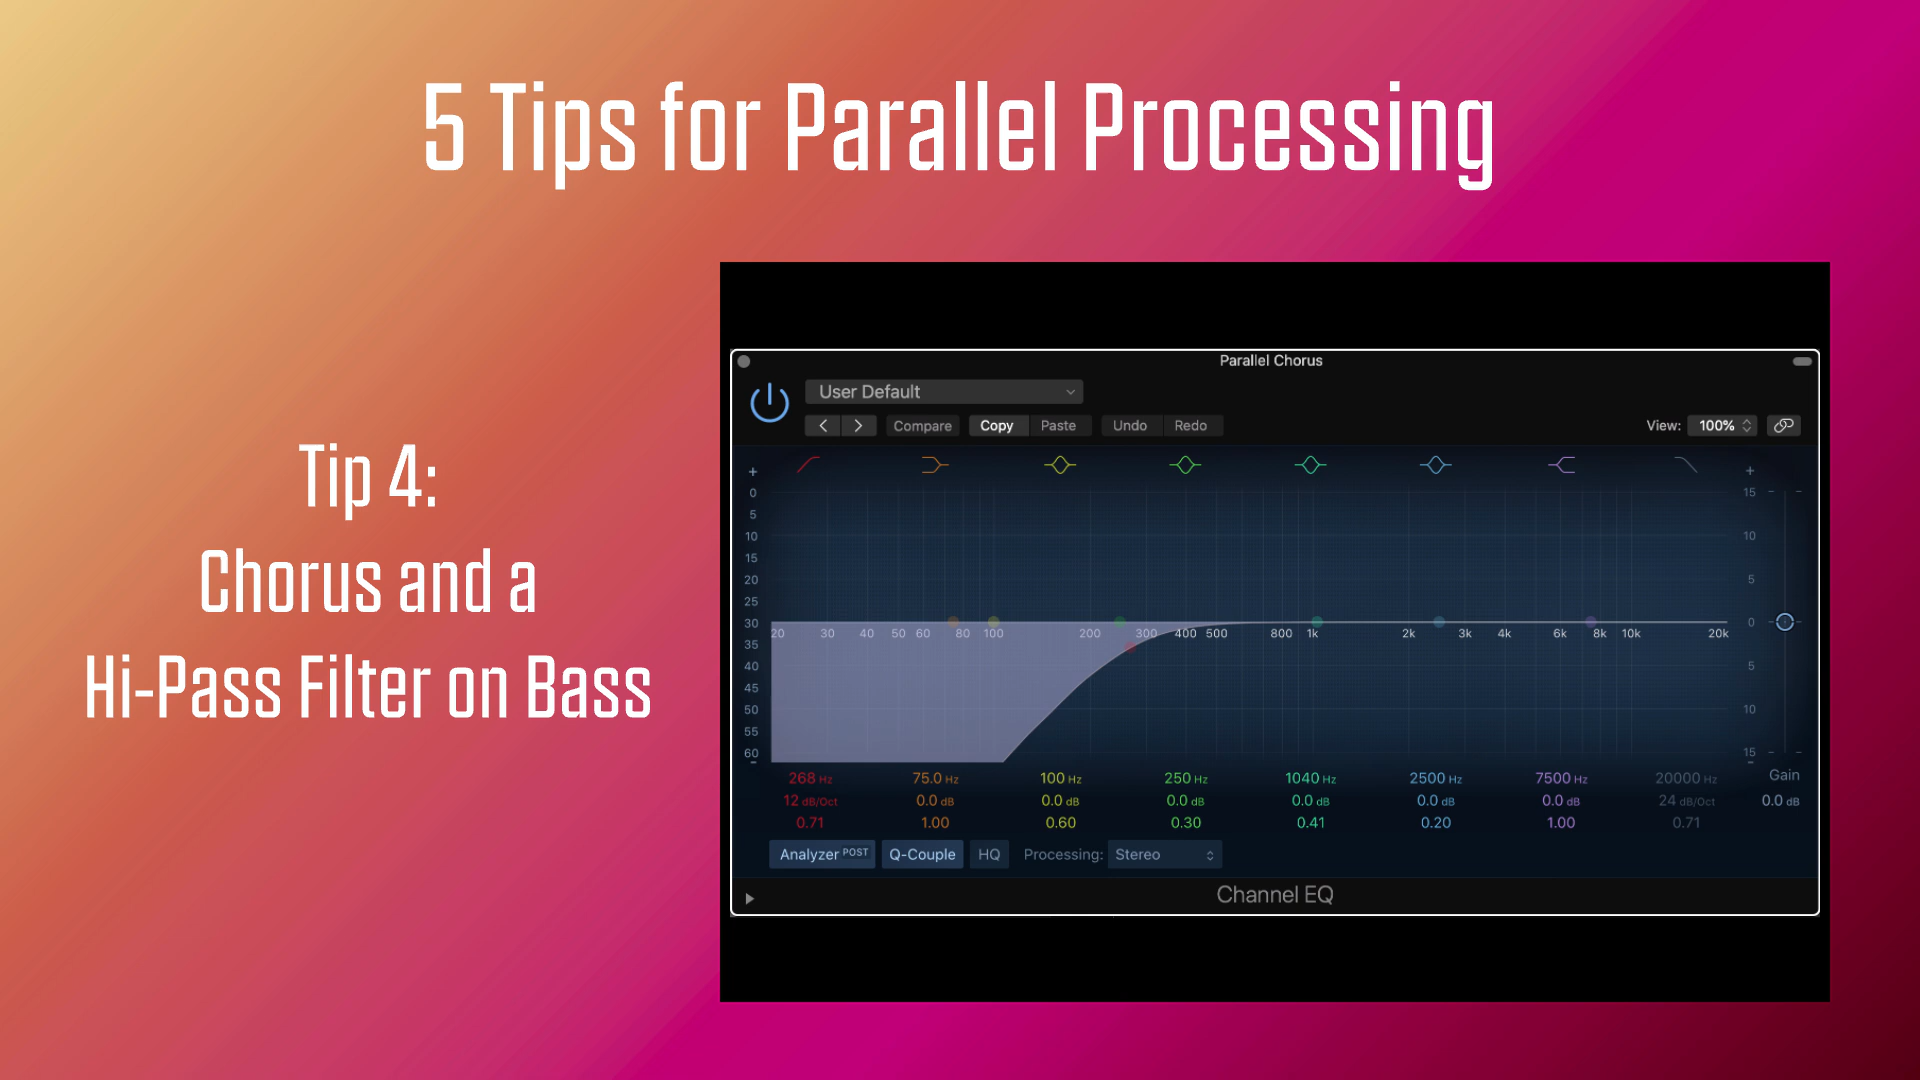 5 Tips for Parallel Processing
Tip 4:
Chorus and a
Hi-Pass Filter on Bass
Parallel Chorus
User Default
Compare Copy Paste Undo Redo View: 100%
+ +
0 15
5
10 10
15
20 5
25
30 0
20 30 40 50 60 80 100 200 300 400 500 800 1k 2k 3k 4k 6k 8k 10k 20k
35
40 5
45
50 10
55
60 15
- -
268 Hz 75.0 Hz 100 Hz 250 Hz 1040 Hz 2500 Hz 7500 Hz 20000 Hz Gain
12 dB/Oct 0.0 dB 0.0 dB 0.0 dB 0.0 dB 0.0 dB 0.0 dB 24 dB/Oct 0.0 dB
0.71 1.00 0.60 0.30 0.41 0.20 1.00 0.71
Analyzer POST Q-Couple HQ Processing: Stereo
Channel EQ